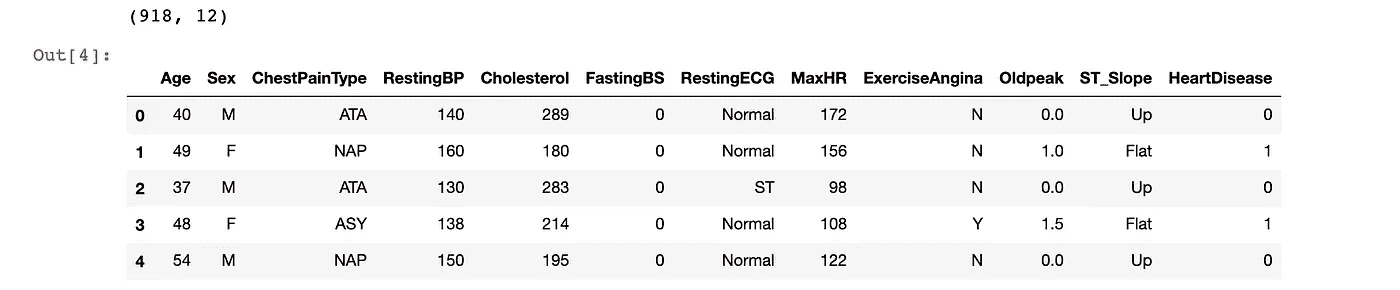 (918, 12)
Out[4]:
Age Sex ChestPainType RestingBP Cholesterol FastingBS RestingECG MaxHR ExerciseAngina Oldpeak ST_Slope HeartDisease
0 40 M ATA 140 289 0 Normal 172 N 0.0 Up 0
1 49 F NAP 160 180 0 Normal 156 N 1.0 Flat 1
2 37 M ATA 130 283 0 ST 98 N 0.0 Up 0
3 48 F ASY 138 214 0 Normal 108 Y 1.5 Flat 1
4 54 M NAP 150 195 0 Normal 122 N 0.0 Up 0